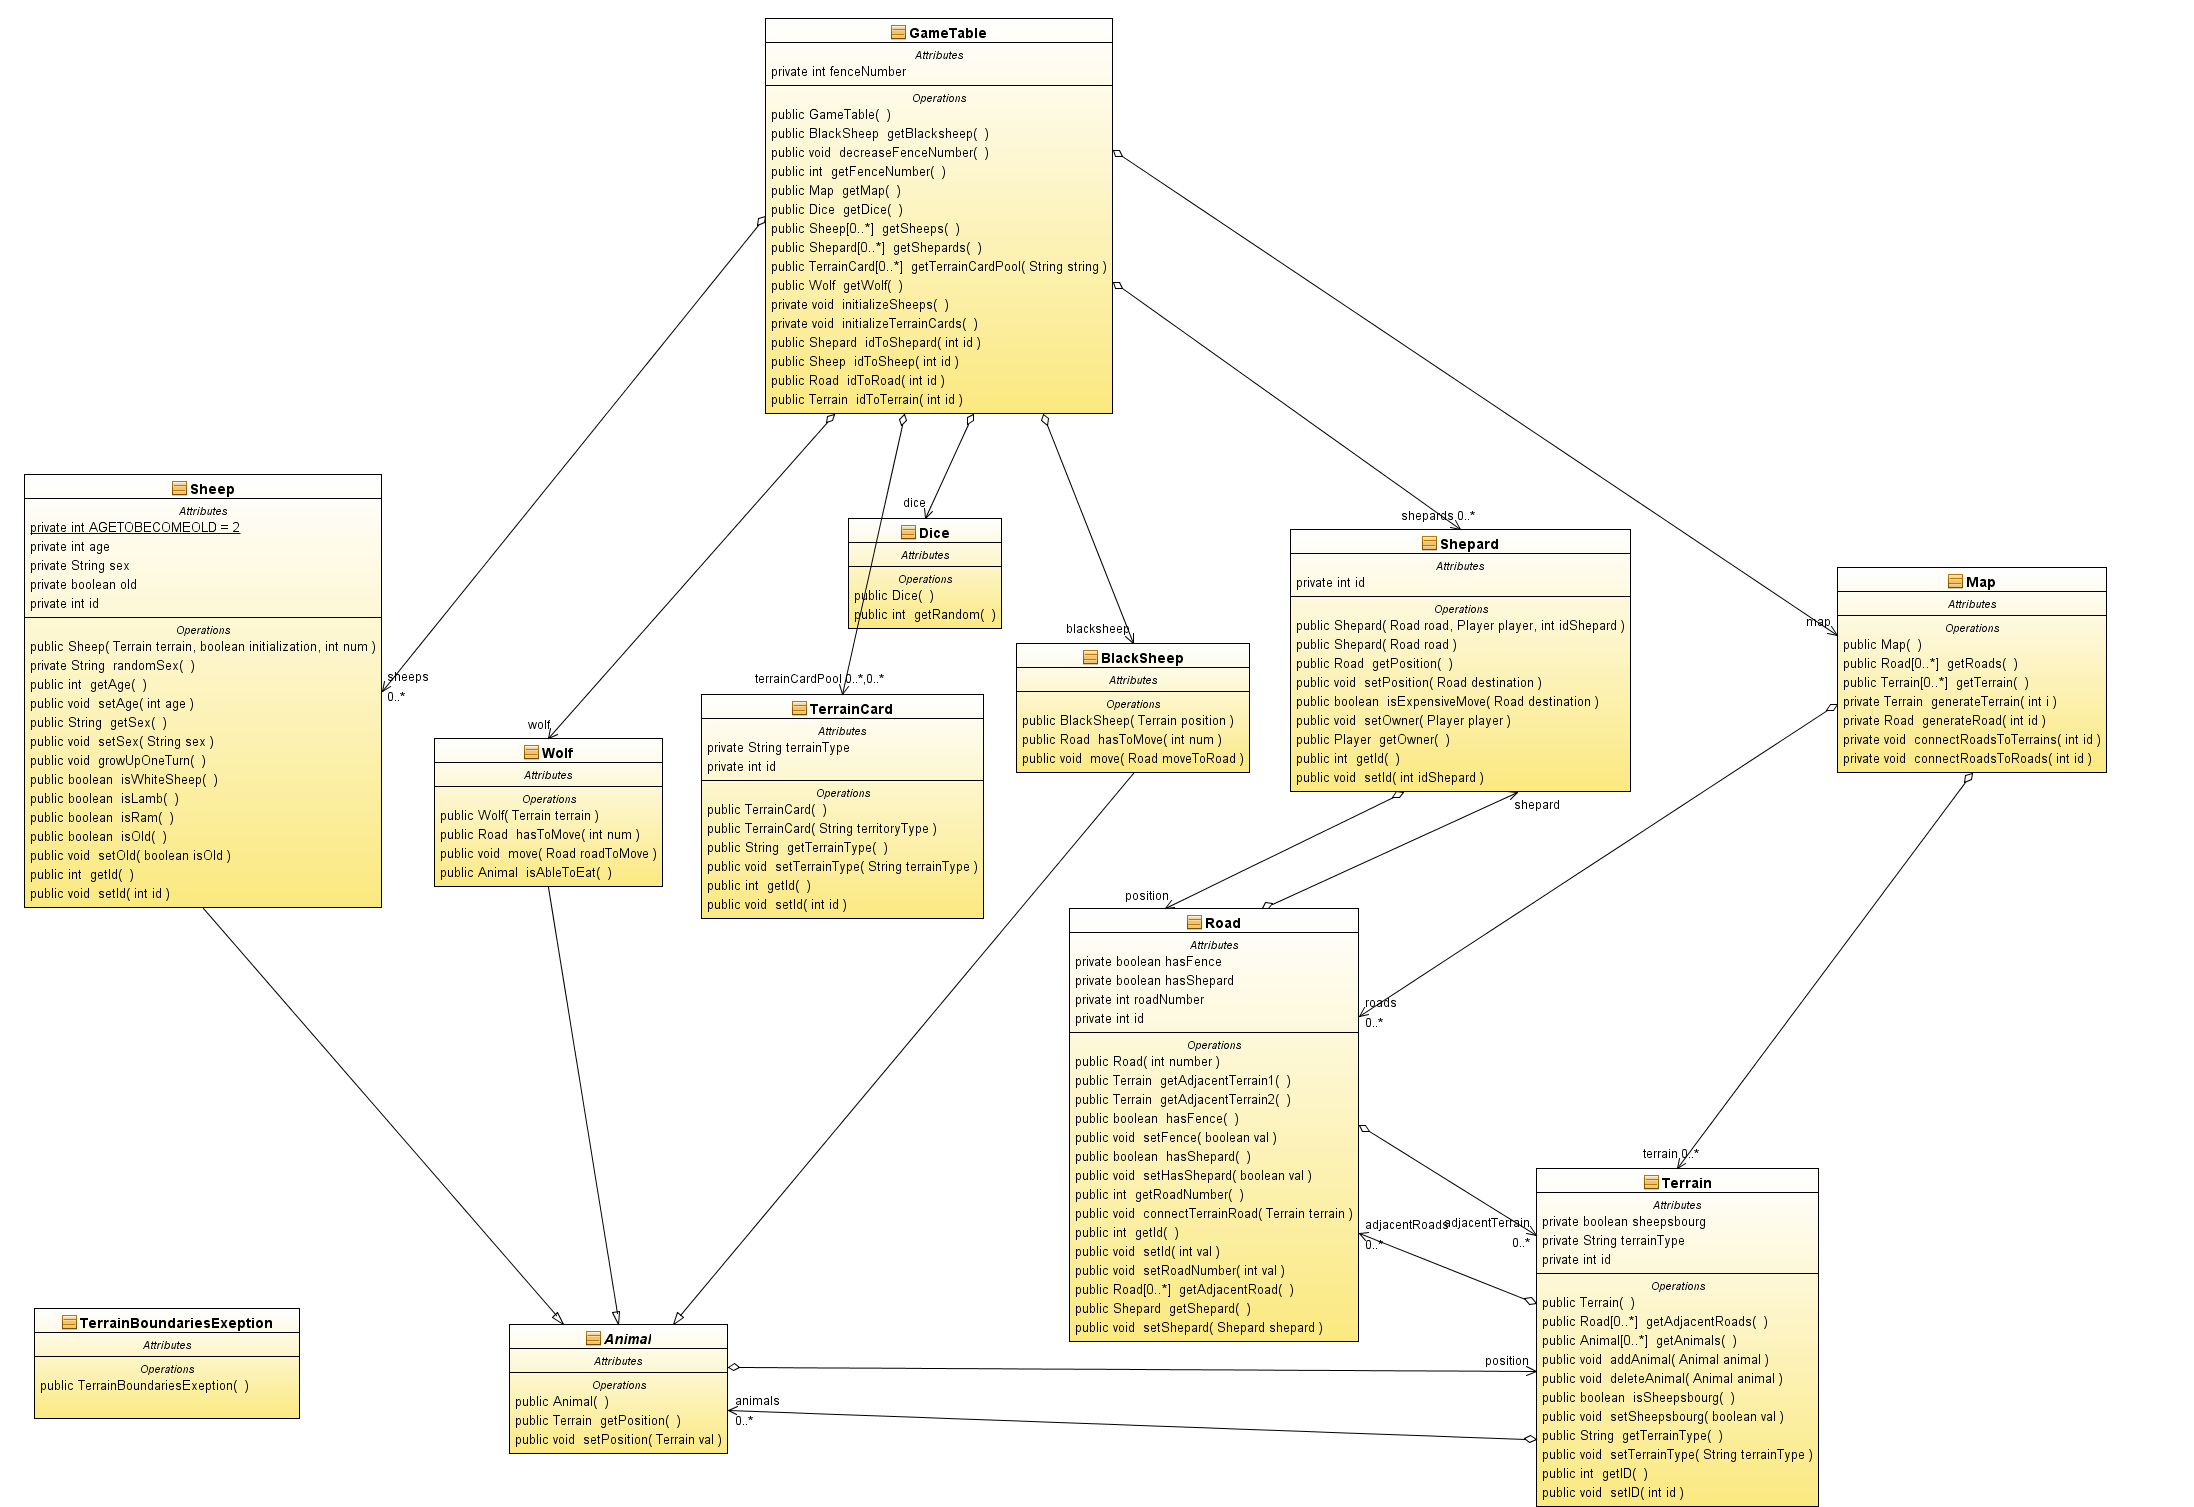 GameTable
Attributes
private int fenceNumber
Operations
public GameTable(  )
public BlackSheep  getBlacksheep(  )
public void  decreaseFenceNumber(  )
public int  getFenceNumber(  )
public Map  getMap(  )
public Dice  getDice(  )
public Sheep[0..*]  getSheeps(  )
public Shepard[0..*]  getShepards(  )
public TerrainCard[0..*]  getTerrainCardPool( String string )
public Wolf  getWolf(  )
private void  initializeSheeps(  )
private void  initializeTerrainCards(  )
public Shepard  idToShepard( int id )
public Sheep  idToSheep( int id )
public Road  idToRoad( int id )
public Terrain  idToTerrain( int id )
Sheep
Attributes
private int AGETOBECOMEOLD = 2
private int age
private String sex
private boolean old
private int id
Operations
public Sheep( Terrain terrain, boolean initialization, int num )
private String  randomSex(  )
public int  getAge(  )
public void  setAge( int age )
public String  getSex(  )
public void  setSex( String sex )
public void  growUpOneTurn(  )
public boolean  isWhiteSheep(  )
public boolean  isLamb(  )
public boolean  isRam(  )
public boolean  isOld(  )
public void  setOld( boolean isOld )
public int  getId(  )
public void  setId( int id )
sheeps
0..*
dice
Dice
Attributes
Operations
public Dice(  )
public int  getRandom(  )
shepards 0..*
Shepard
Attributes
private int id
Operations
public Shepard( Road road, Player player, int idShepard )
public Shepard( Road road )
public Road  getPosition(  )
public void  setPosition( Road destination )
public boolean  isExpensiveMove( Road destination )
public void  setOwner( Player player )
public Player  getOwner(  )
public int  getId(  )
public void  setId( int idShepard )
shepard
map
Map
Attributes
Operations
public Map(  )
public Road[0..*]  getRoads(  )
public Terrain[0..*]  getTerrain(  )
private Terrain  generateTerrain( int i )
private Road  generateRoad( int id )
private void  connectRoadsToTerrains( int id )
private void  connectRoadsToRoads( int id )
blacksheep
BlackSheep
Attributes
Operations
public BlackSheep( Terrain position )
public Road  hasToMove( int num )
public void  move( Road moveToRoad )
terrainCardPool 0..*,0..*
TerrainCard
Attributes
private String terrainType
private int id
Operations
public TerrainCard(  )
public TerrainCard( String territoryType )
public String  getTerrainType(  )
public void  setTerrainType( String terrainType )
public int  getId(  )
public void  setId( int id )
wolf
Wolf
Attributes
Operations
public Wolf( Terrain terrain )
public Road  hasToMove( int num )
public void  move( Road roadToMove )
public Animal  isAbleToEat(  )
position
Road
Attributes
private boolean hasFence
private boolean hasShepard
private int roadNumber
private int id
Operations
public Road( int number )
public Terrain  getAdjacentTerrain1(  )
public Terrain  getAdjacentTerrain2(  )
public boolean  hasFence(  )
public void  setFence( boolean val )
public boolean  hasShepard(  )
public void  setHasShepard( boolean val )
public int  getRoadNumber(  )
public void  connectTerrainRoad( Terrain terrain )
public int  getId(  )
public void  setId( int val )
public void  setRoadNumber( int val )
public Road[0..*]  getAdjacentRoad(  )
public Shepard  getShepard(  )
public void  setShepard( Shepard shepard )
roads
0..*
adjacentRoads
0..*
adjacentTerrain
0..*
terrain 0..*
Terrain
Attributes
private boolean sheepsbourg
private String terrainType
private int id
Operations
public Terrain(  )
public Road[0..*]  getAdjacentRoads(  )
public Animal[0..*]  getAnimals(  )
public void  addAnimal( Animal animal )
public void  deleteAnimal( Animal animal )
public boolean  isSheepsbourg(  )
public void  setSheepsbourg( boolean val )
public String  getTerrainType(  )
public void  setTerrainType( String terrainType )
public int  getID(  )
public void  setID( int id )
TerrainBoundariesExeption
Attributes
Operations
public TerrainBoundariesExeption(  )
Animal
Attributes
Operations
public Animal(  )
public Terrain  getPosition(  )
public void  setPosition( Terrain val )
position
animals
0..*